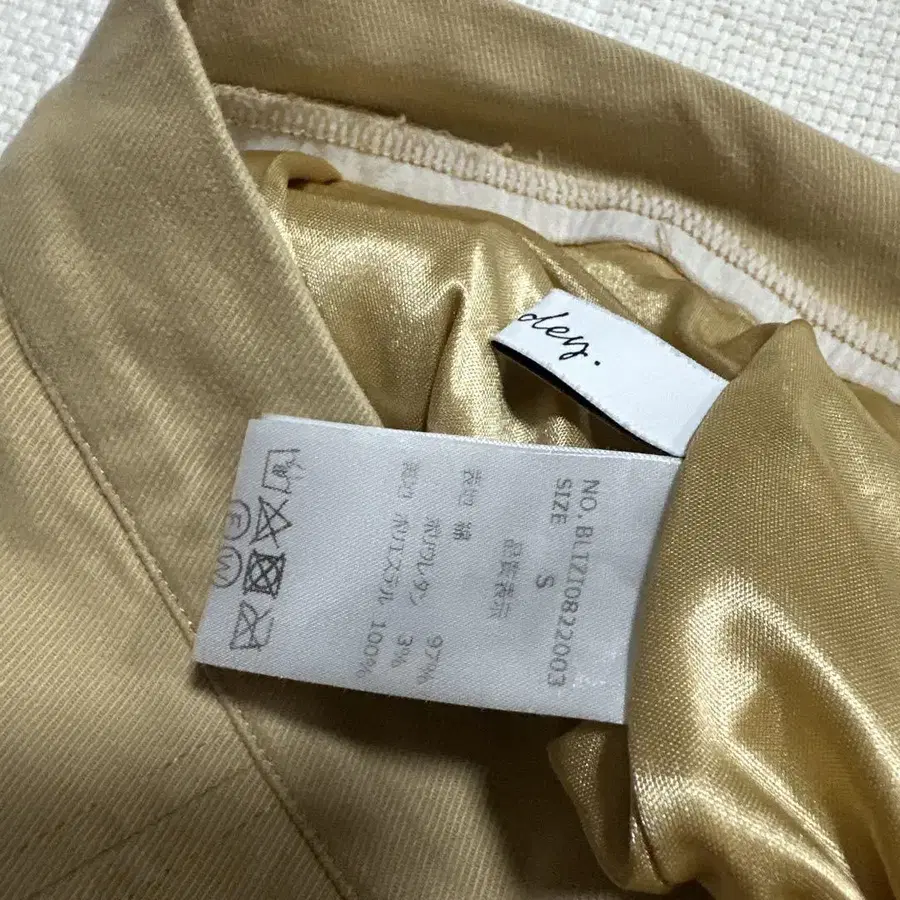 dey.
NO. BLTZ10822003
SIZE S
品質表示
表地 綿 97%
ポリウレタン 3%
裏地 ポリエステル 100%
F
W